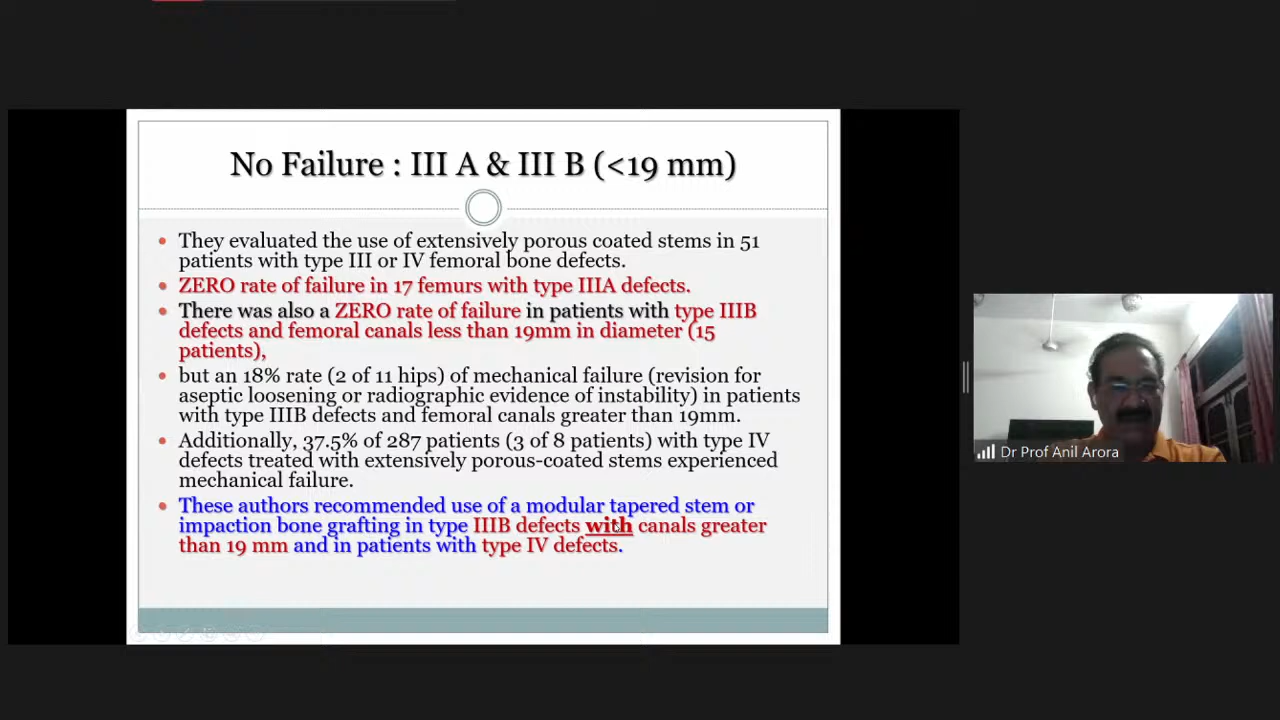 No Failure : III A & III B (<19 mm)
They evaluated the use of extensively porous coated stems in 51
patients with type III or IV femoral bone defects.
ZERO rate of failure in 17 femurs with type IIIA defects.
There was also a ZERO rate of failure in patients with type IIIB
defects and femoral canals less than 19mm in diameter (15
patients),
but an 18% rate (2 of 11 hips) of mechanical failure (revision for
aseptic loosening or radiographic evidence of instability) in patients
with type IIIB defects and femoral canals greater than 19mm.
Additionally, 37.5% of 287 patients (3 of 8 patients) with type IV
defects treated with extensively porous-coated stems experienced
mechanical failure.
These authors recommended use of a modular tapered stem or
impaction bone grafting in type IIIB defects with canals greater
than 19 mm and in patients with type IV defects.
Dr Prof Anil Arora